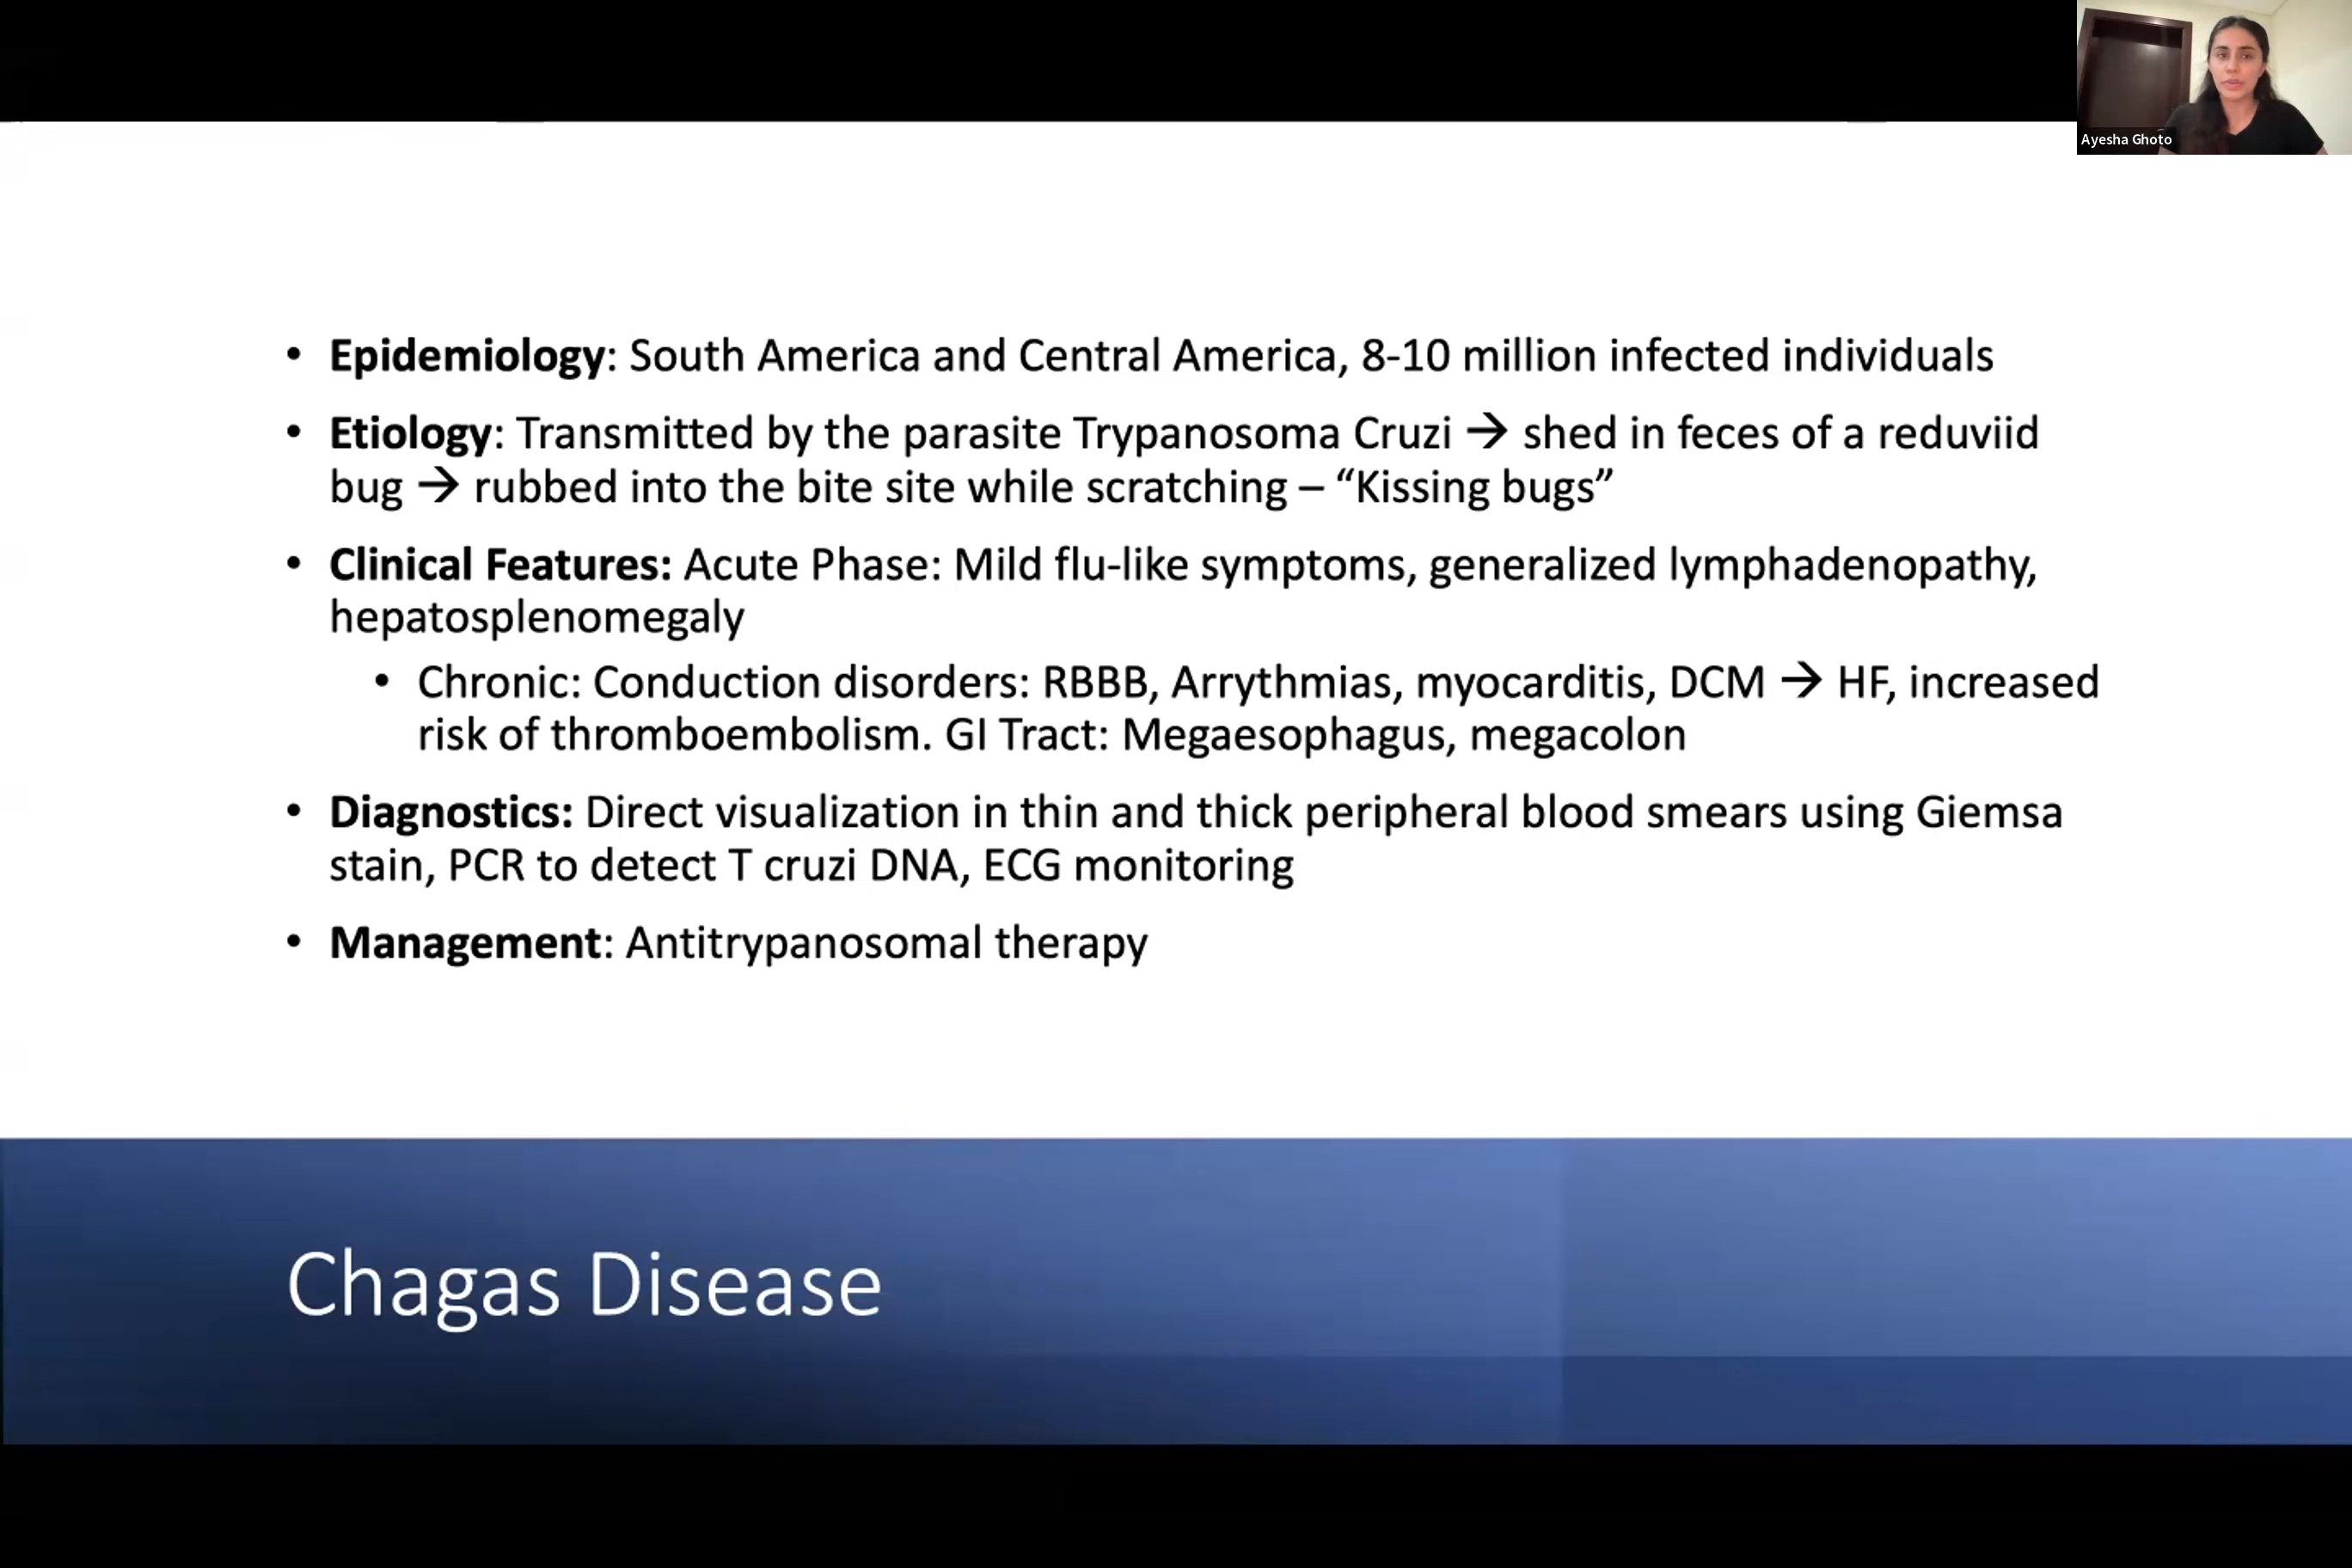 Ayesha Ghoto
• Epidemiology: South America and Central America, 8-10 million infected individuals
• Etiology: Transmitted by the parasite Trypanosoma Cruzi → shed in feces of a reduviid
bug → rubbed into the bite site while scratching – “Kissing bugs”
• Clinical Features: Acute Phase: Mild flu-like symptoms, generalized lymphadenopathy,
hepatosplenomegaly
• Chronic: Conduction disorders: RBBB, Arrythmias, myocarditis, DCM → HF, increased
risk of thromboembolism. GI Tract: Megaesophagus, megacolon
• Diagnostics: Direct visualization in thin and thick peripheral blood smears using Giemsa
stain, PCR to detect T cruzi DNA, ECG monitoring
• Management: Antitrypanosomal therapy
Chagas Disease